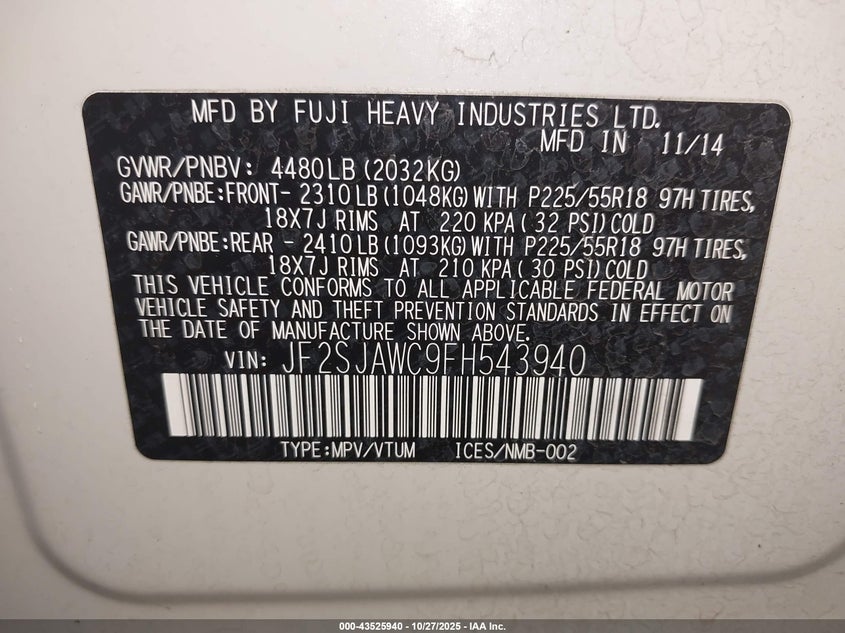 MFD BY FUJI HEAVY INDUSTRIES LTD.
MFD IN 11/14
GVWR/PNBV: 4480LB(2032KG)
GAWR/PNBE:FRONT- 2310LB(1048KG)WITH P225/55R18 97H TIRES,
18X7J RIMS AT 220 KPA( 32 PSI)COLD
GAWR/PNBE:REAR - 2410LB(1093KG)WITH P225/55R18 97H TIRES,
18X7J RIMS AT 210 KPA( 30 PSI)COLD
THIS VEHICLE CONFORMS TO ALL APPLICABLE FEDERAL MOTOR
VEHICLE SAFETY AND THEFT PREVENTION STANDARDS IN EFFECT ON
THE DATE OF MANUFACTURE SHOWN ABOVE.
VIN: JF2SJAWC9FH543940
TYPE:MPV/VTUM ICES/NMB-002
000-43525940 - 10/27/2025 - IAA Inc.